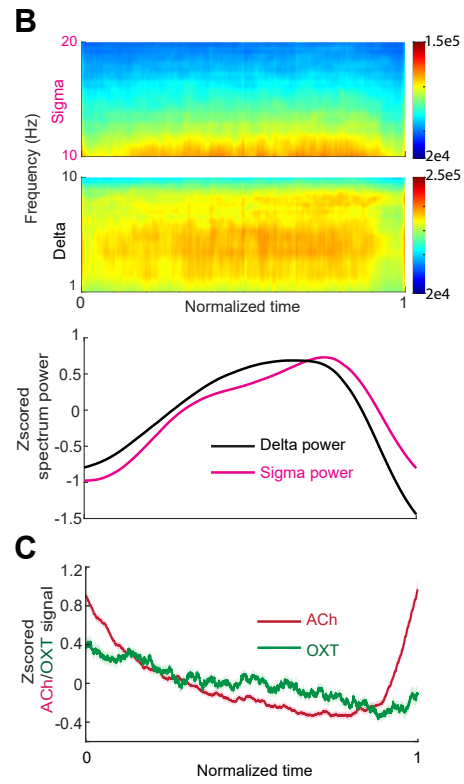 B
20
Sigma
10
1.5e5
2e4
Frequency (Hz)
10
Delta
1
2.5e5
2e4
0
Normalized time
1
1
0.5
0
-0.5
-1
-1.5
Zscored
spectrum power
Delta power
Sigma power
C
1.2
0.8
0.4
0
-0.4
Zscored
ACh/OXT signal
ACh
OXT
0
Normalized time
1